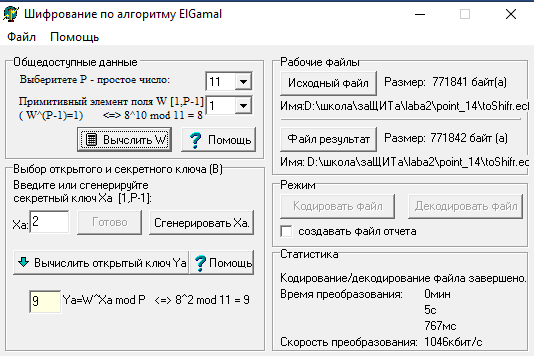 Шифрование по алгоритму ElGamal
Файл Помощь
Общедоступные данные
Выберитете P - простое число:
11
Примитивный элемент поля W [1,P-1]
( W^(P-1)=1) <=> 8^10 mod 11 = 8
1
Вычислить W
Помощь
Выбор открытого и секретного ключа (B)
Введите или сгенерируйте
секретный ключ Xa [1,P-1]:
Xa: 2
Готово
Сгенерировать Xa.
Вычислить открытый ключ Ya
Помощь
9
Ya=W^Xa mod P <=> 8^2 mod 11 = 9
Рабочие файлы
Исходный файл
Размер: 771841 байт(а)
Имя:D:\школа\заЩИТа\laba2\point_14\toShifr.ecl
Файл результат
Размер: 771842 байт (а)
Имя: D:\школа\заЩИТа\laba2\point_14\toShifr.e
Режим
Кодировать файл
Декодировать файл
создавать файл отчета
Статистика
Кодирование/декодирование файла завершено.
Время преобразования: 0мин
5с
767мс
Скорость преобразования: 1046кбит/с